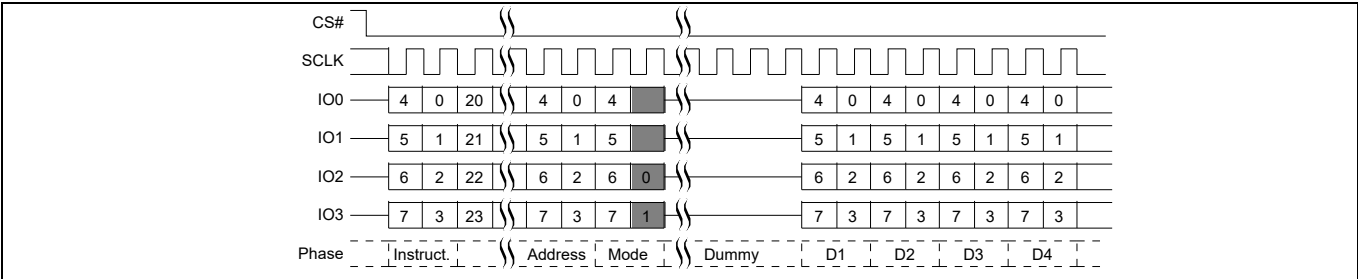 CS#
SCLK
IO0 4 0 20 4 0 4 4 0 4 0 4 0 4 0
IO1 5 1 21 5 1 5 5 1 5 1 5 1 5 1
IO2 6 2 22 6 2 6 0 6 2 6 2 6 2 6 2
IO3 7 3 23 7 3 7 1 7 3 7 3 7 3 7 3
Phase Instruct. Address Mode Dummy D1 D2 D3 D4